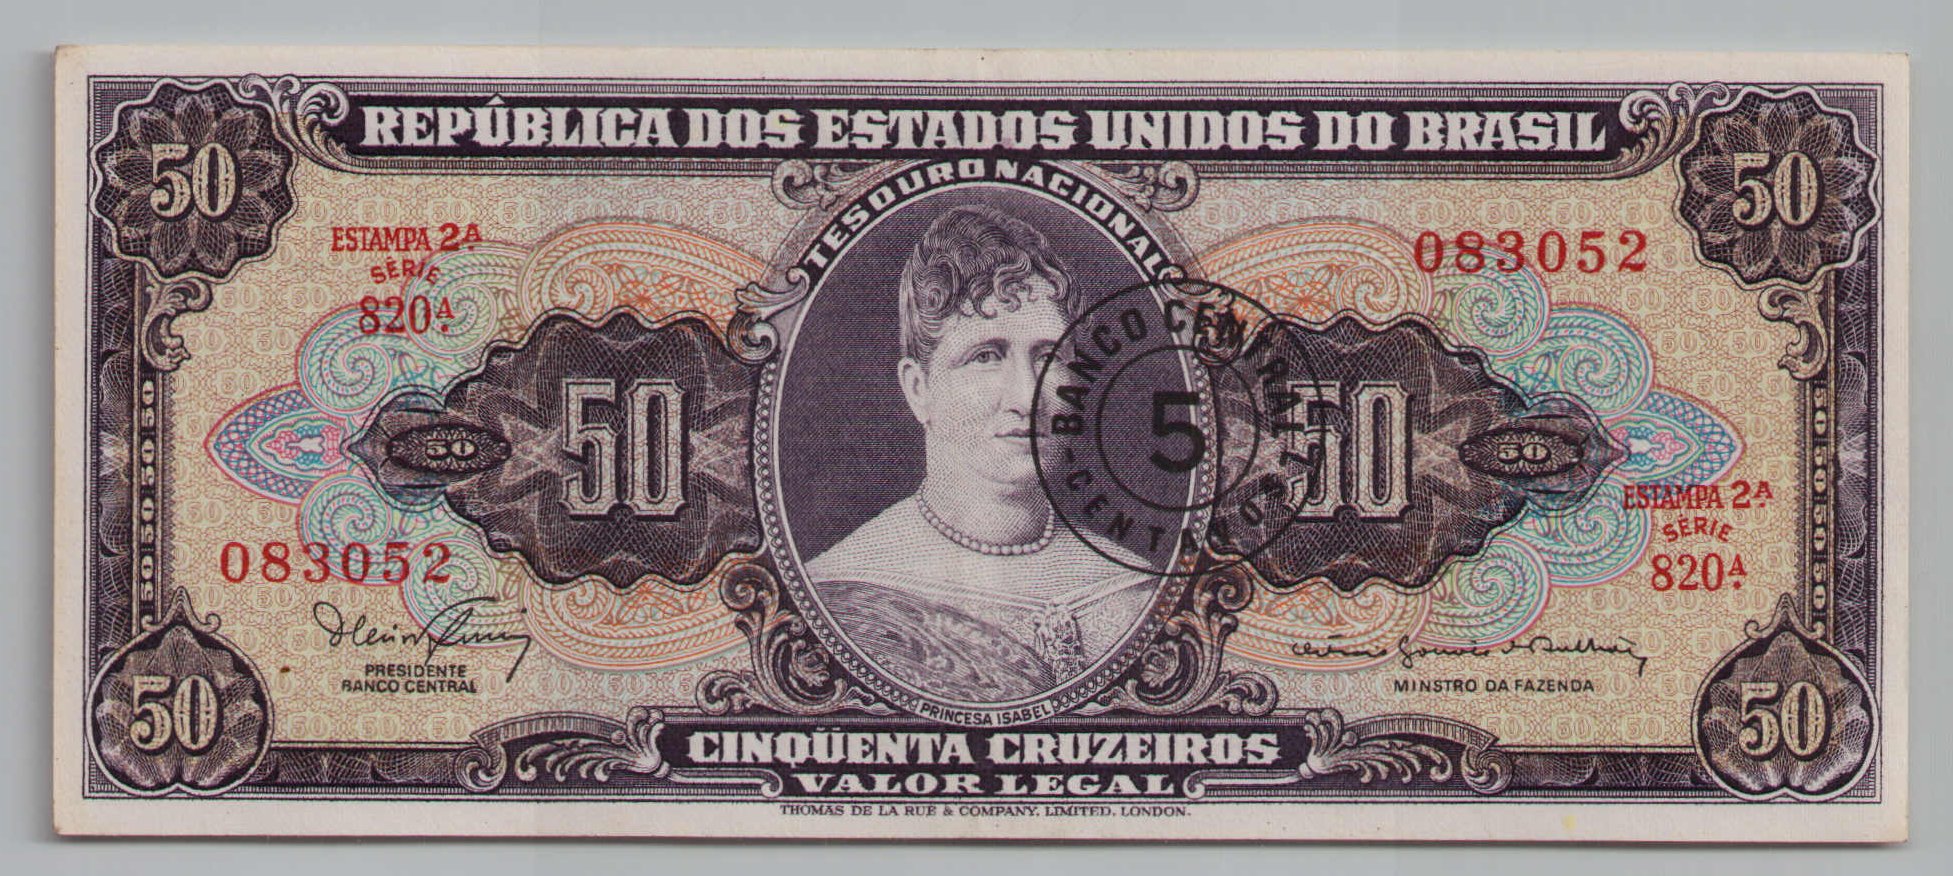 REPÚBLICA DOS ESTADOS UNIDOS DO BRASIL
50
50
TESOURO NACIONAL
ESTAMPA 2ª
SÉRIE
820ª
083052
50
50
50
50
BANCO CENTRAL
5
-CENTAVOS-
083052
ESTAMPA 2ª
SÉRIE
820ª
PRESIDENTE
BANCO CENTRAL
MINSTRO DA FAZENDA
PRINCESA ISABEL
50
50
CINQÜENTA CRUZEIROS
VALOR LEGAL
THOMAS DE LA RUE & COMPANY, LIMITED, LONDON.